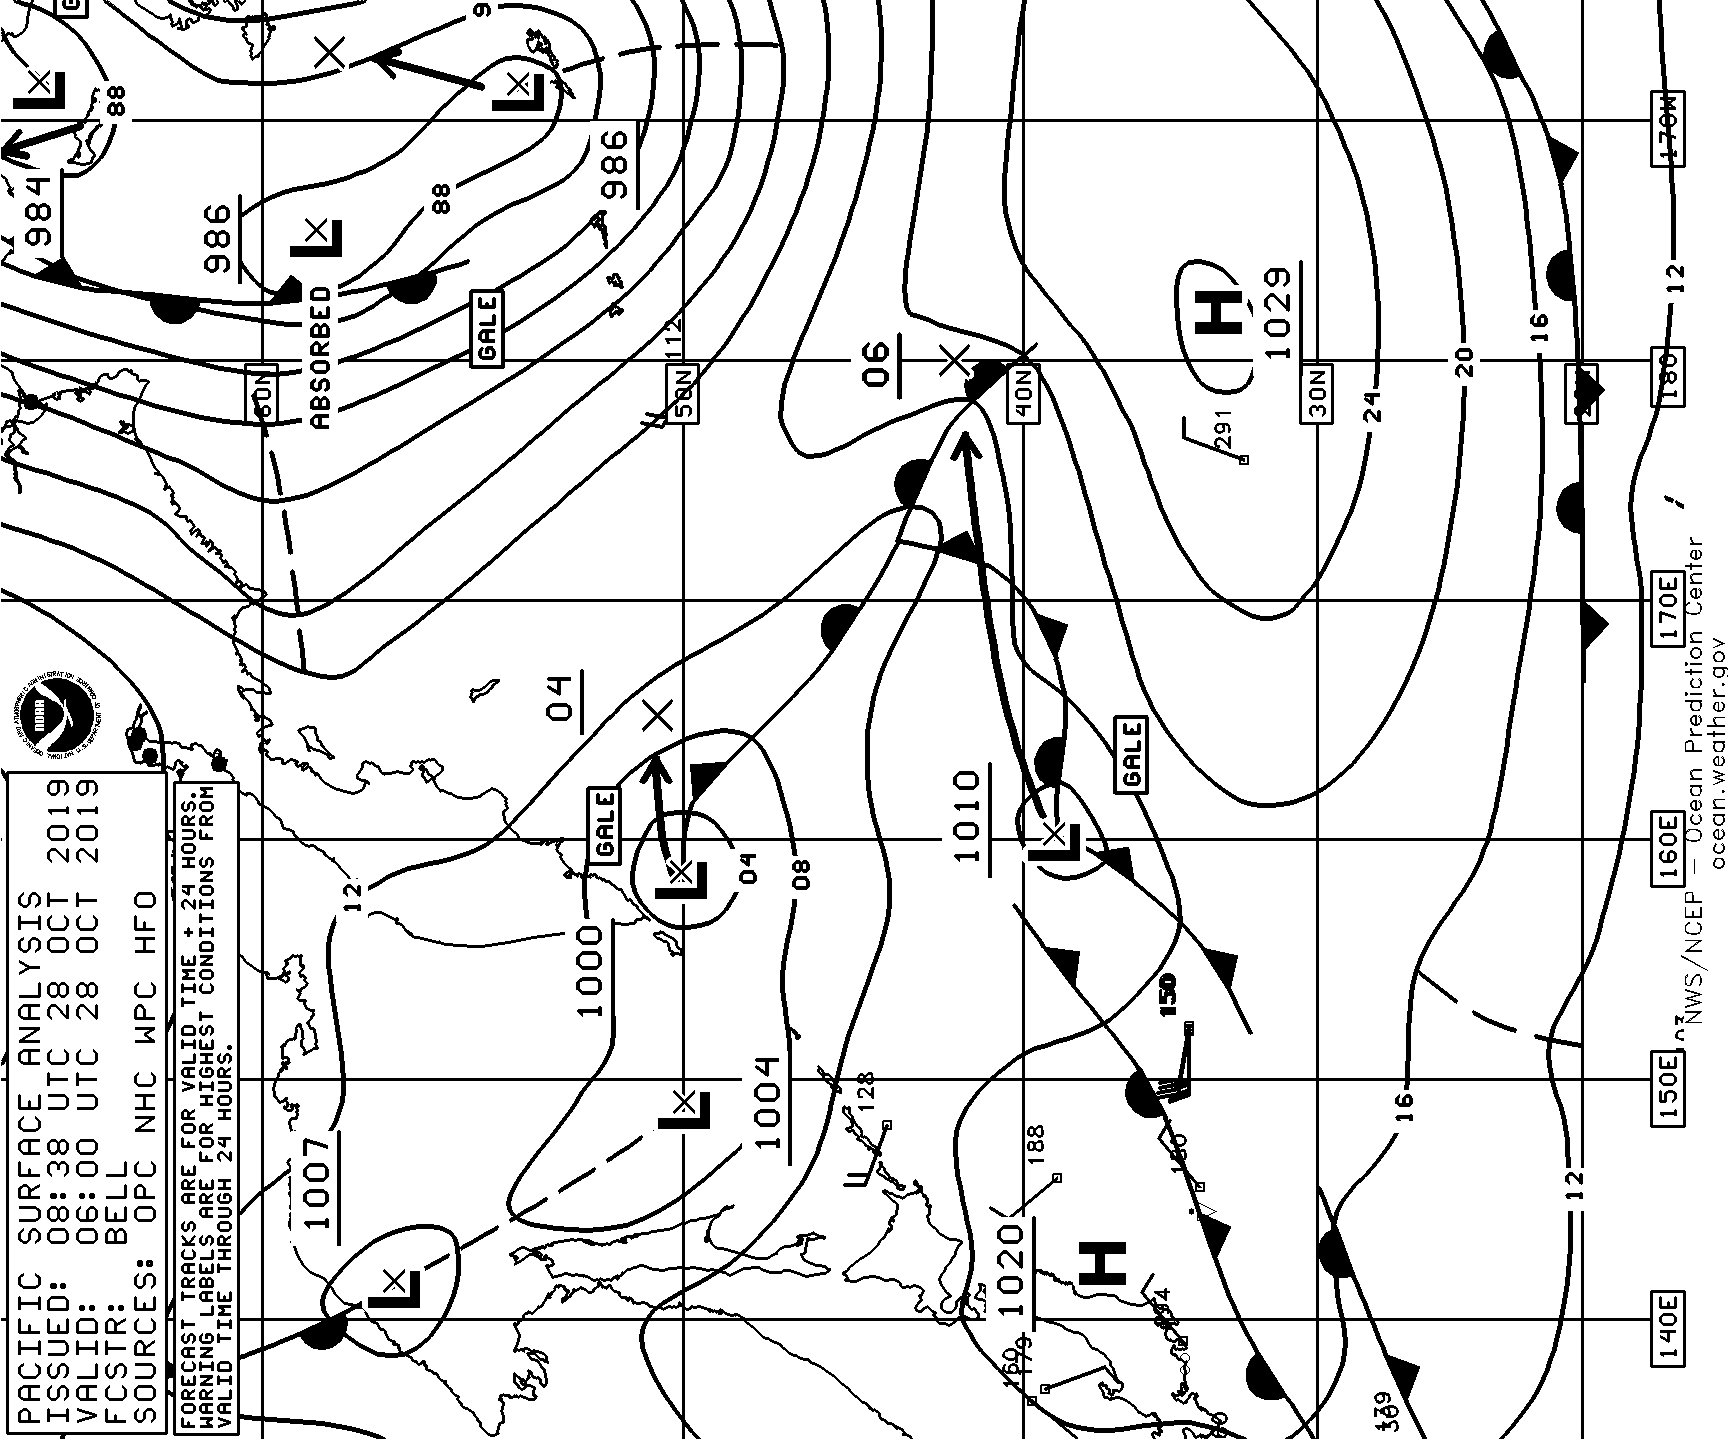 PACIFIC SURFACE ANALYSIS
ISSUED: 08:38 UTC 28 OCT 2019
VALID: 06:00 UTC 28 OCT 2019
FCSTR: BELL
SOURCES: OPC NHC WPC HFO
FORECAST TRACKS ARE FOR VALID TIME + 24 HOURS.
WARNING LABELS ARE FOR HIGHEST CONDITIONS FROM
VALID TIME THROUGH 24 HOURS.
NOAA
984
L
88
986
L
ABSORBED
88
L
986
GALE
112
60N
50N
40N
30N
170W
180
170E
160E
150E
140E
06
H
1029
291
24
20
16
12
04
GALE
L
1000
04
08
12
1010
L
GALE
1007
L
L
1004
128
150
188
1020
H
16
12
NWS/NCEP – Ocean Prediction Center
ocean.weather.gov